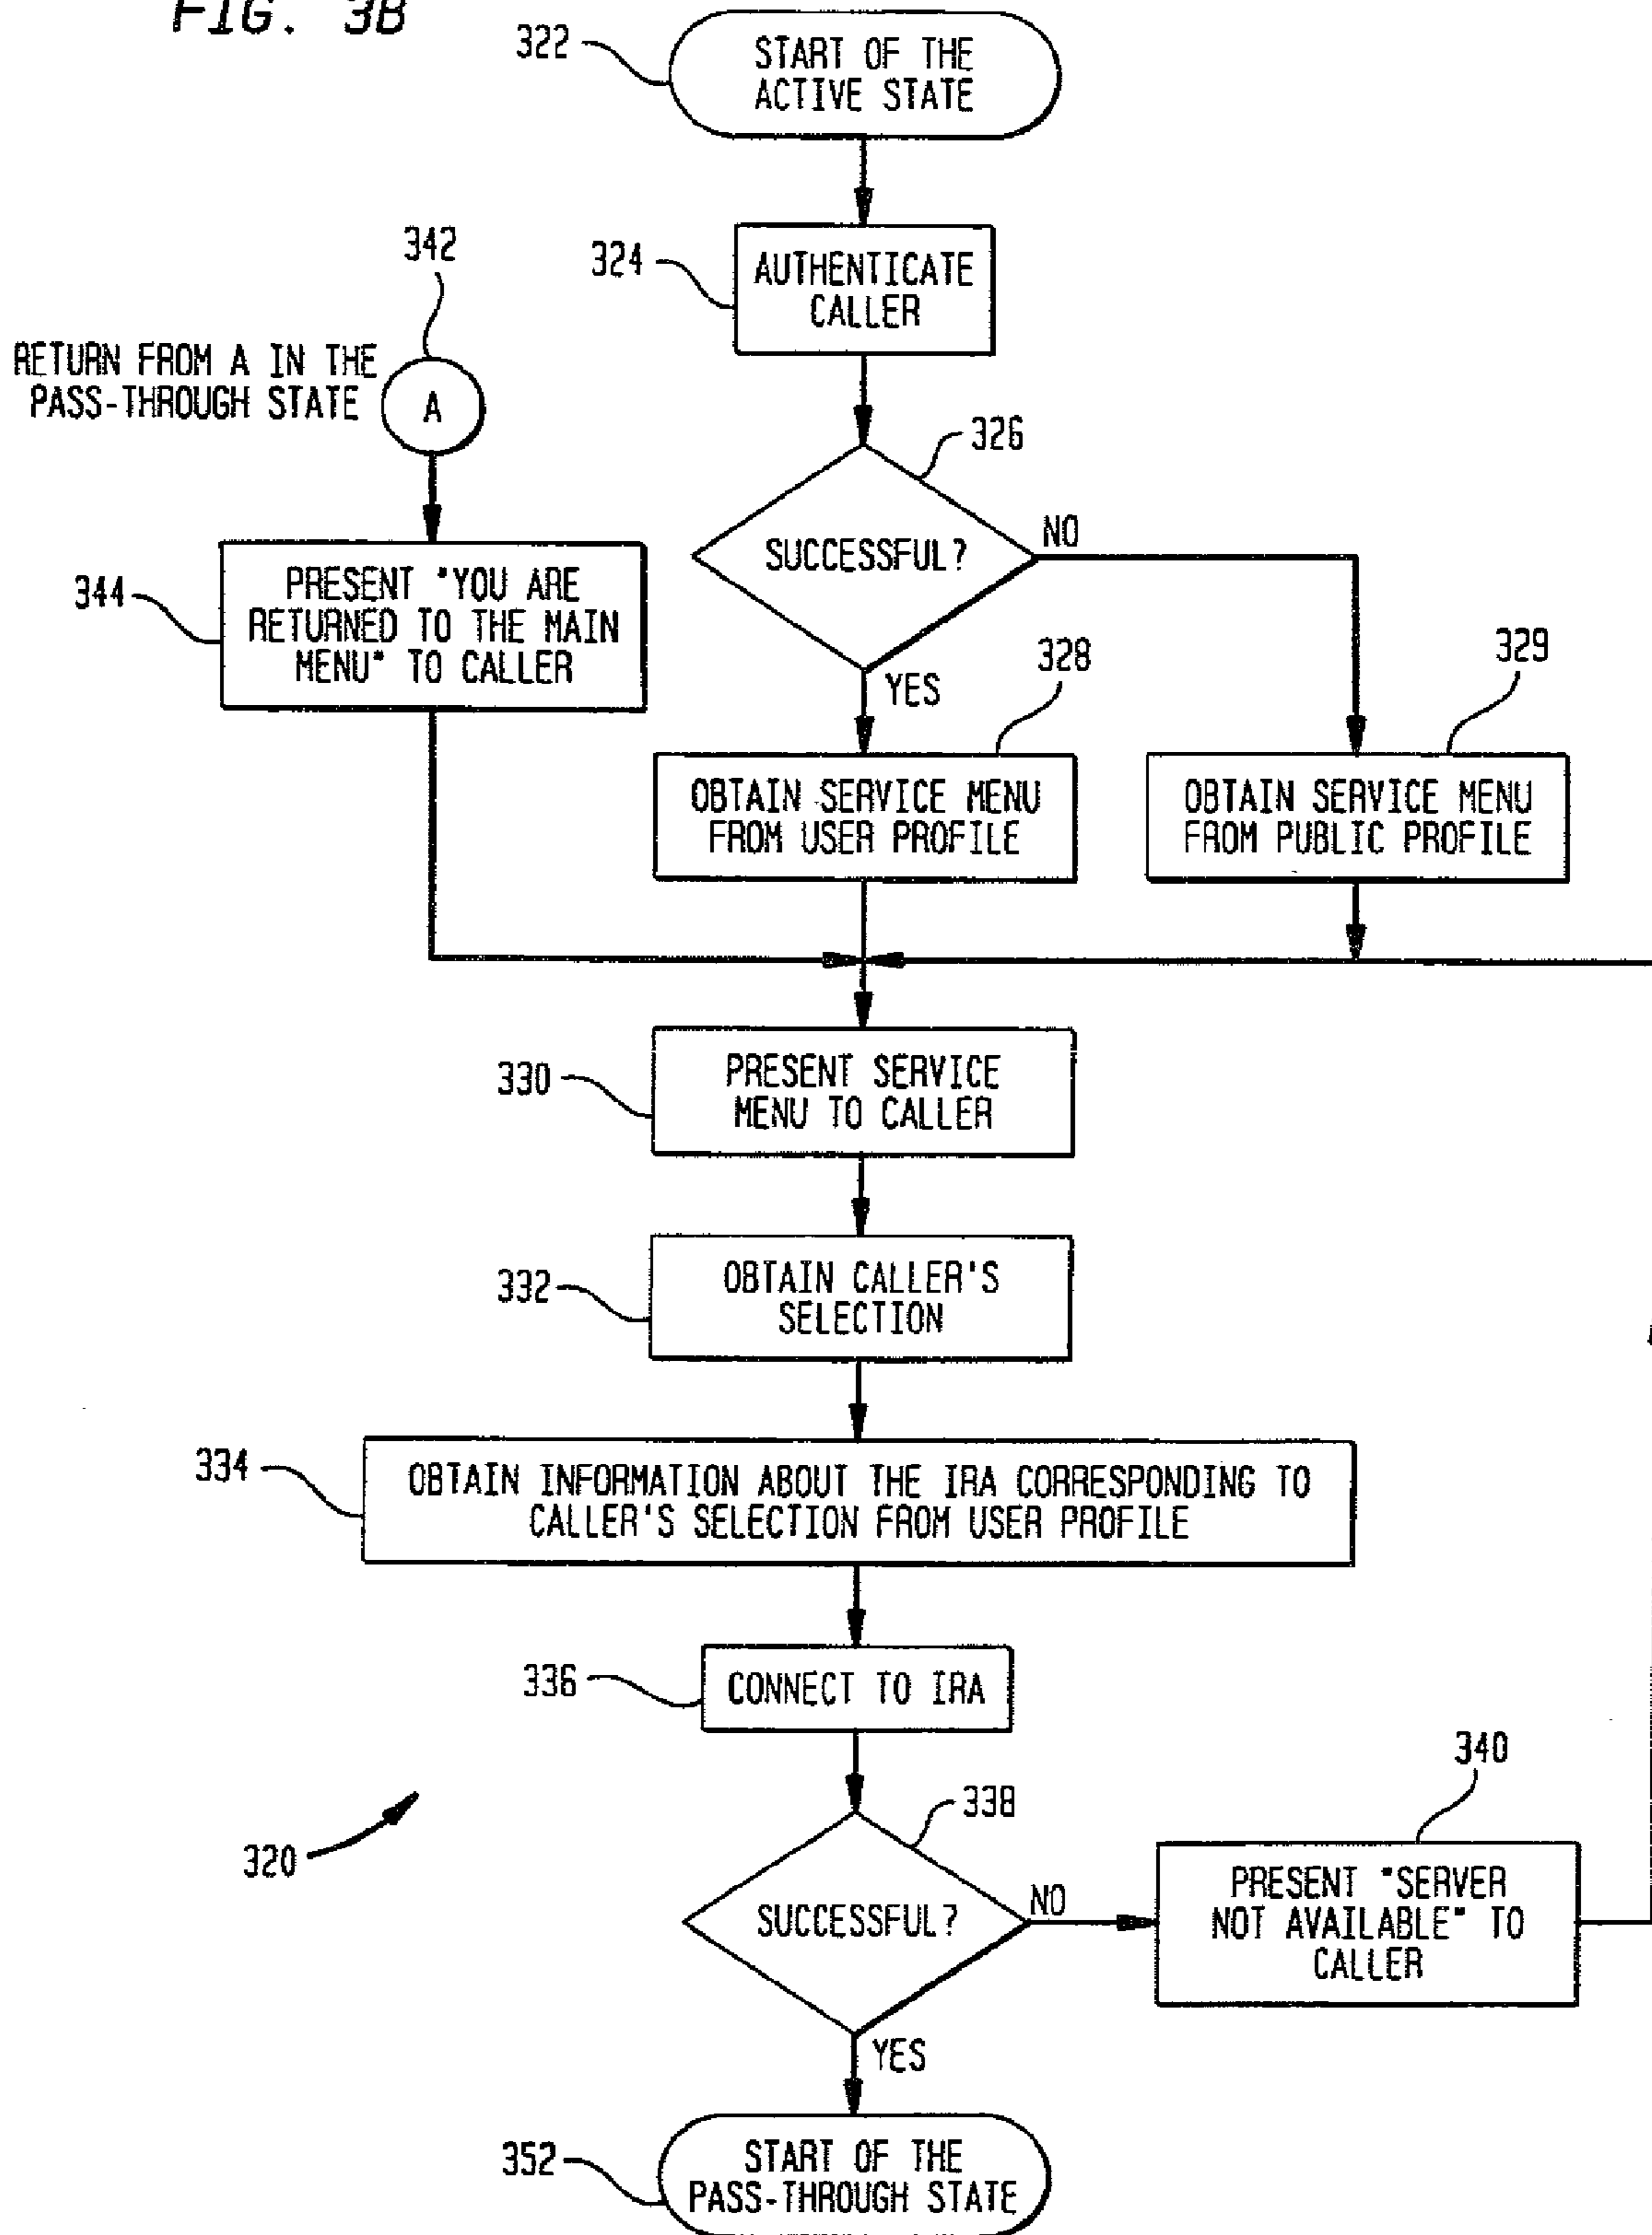 FIG. 3B
322
START OF THE
ACTIVE STATE
324
AUTHENTICATE
CALLER
342
RETURN FROM A IN THE
PASS-THROUGH STATE
A
326
SUCCESSFUL?
NO
YES
344
PRESENT "YOU ARE
RETURNED TO THE MAIN
MENU" TO CALLER
328
OBTAIN SERVICE MENU
FROM USER PROFILE
329
OBTAIN SERVICE MENU
FROM PUBLIC PROFILE
330
PRESENT SERVICE
MENU TO CALLER
332
OBTAIN CALLER'S
SELECTION
334
OBTAIN INFORMATION ABOUT THE IRA CORRESPONDING TO
CALLER'S SELECTION FROM USER PROFILE
336
CONNECT TO IRA
338
SUCCESSFUL?
NO
YES
340
PRESENT "SERVER
NOT AVAILABLE" TO
CALLER
320
352
START OF THE
PASS-THROUGH STATE